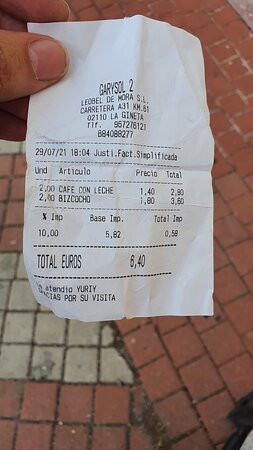 GARYSOL 2
LEOBEL DE MORA S.L.
CARRETERA A31 KM.61
02110 LA GINETA
Tlf. 967276121
B84088277
29/07/21 18:04 Justi.Fact.Simplificada
Und Articulo Precio Total
2,00 CAFE CON LECHE 1,40 2,80
2,00 BIZCOCHO 1,80 3,60
% Imp Base Imp. Total Imp
10,00 5,82 0,58
TOTAL EUROS 6,40
atendio YURIY
GRACIAS POR SU VISITA